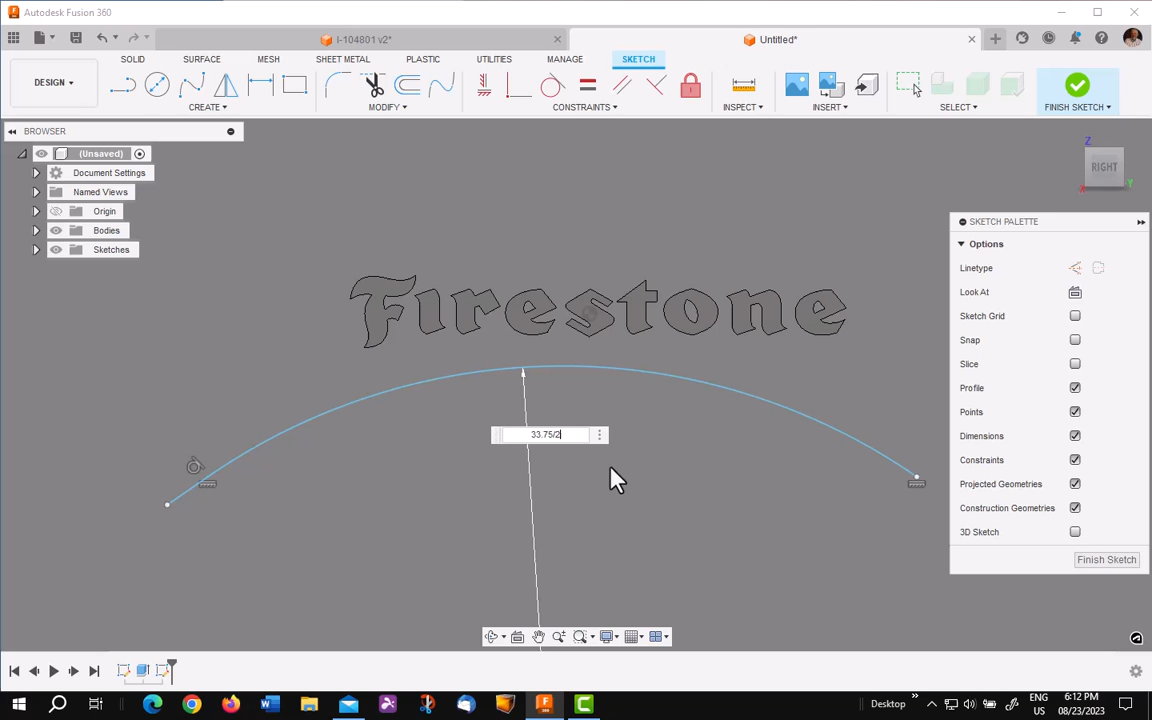 Autodesk Fusion 360
I-104801 v2*
Untitled*
DESIGN
SOLID
SURFACE
MESH
SHEET METAL
PLASTIC
UTILITIES
MANAGE
SKETCH
CREATE
MODIFY
CONSTRAINTS
INSPECT
INSERT
SELECT
FINISH SKETCH
BROWSER
(Unsaved)
Document Settings
Named Views
Origin
Bodies
Sketches
Z
RIGHT
X
Y
SKETCH PALETTE
Options
Linetype
Look At
Sketch Grid
Snap
Slice
Profile
Points
Dimensions
Constraints
Projected Geometries
Construction Geometries
3D Sketch
Finish Sketch
Firestone
33.75/2
Desktop
ENG
US
6:12 PM
08/23/2023